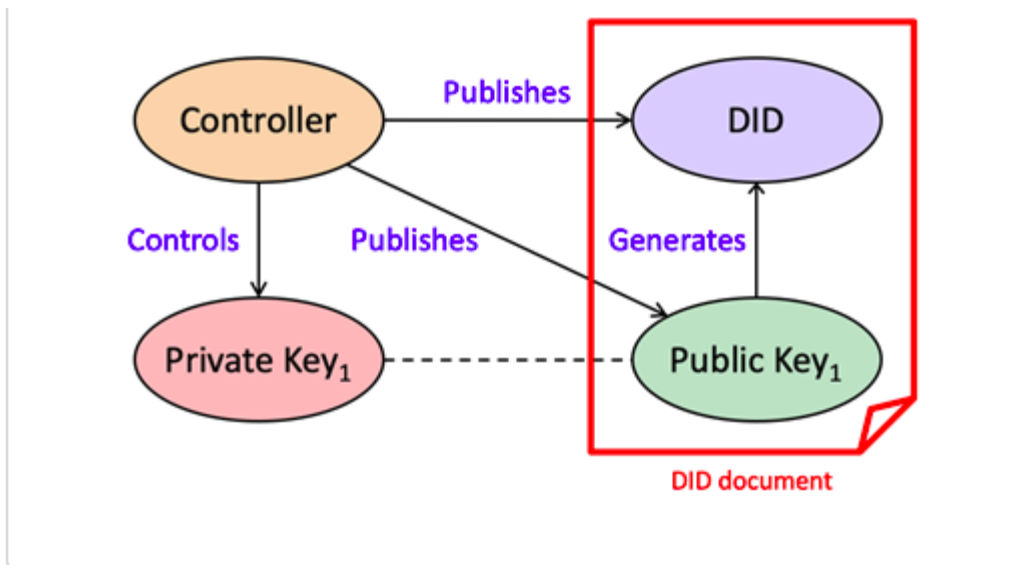 Publishes
Controller
DID
Controls
Publishes
Generates
Private Key₁
Public Key₁
DID document